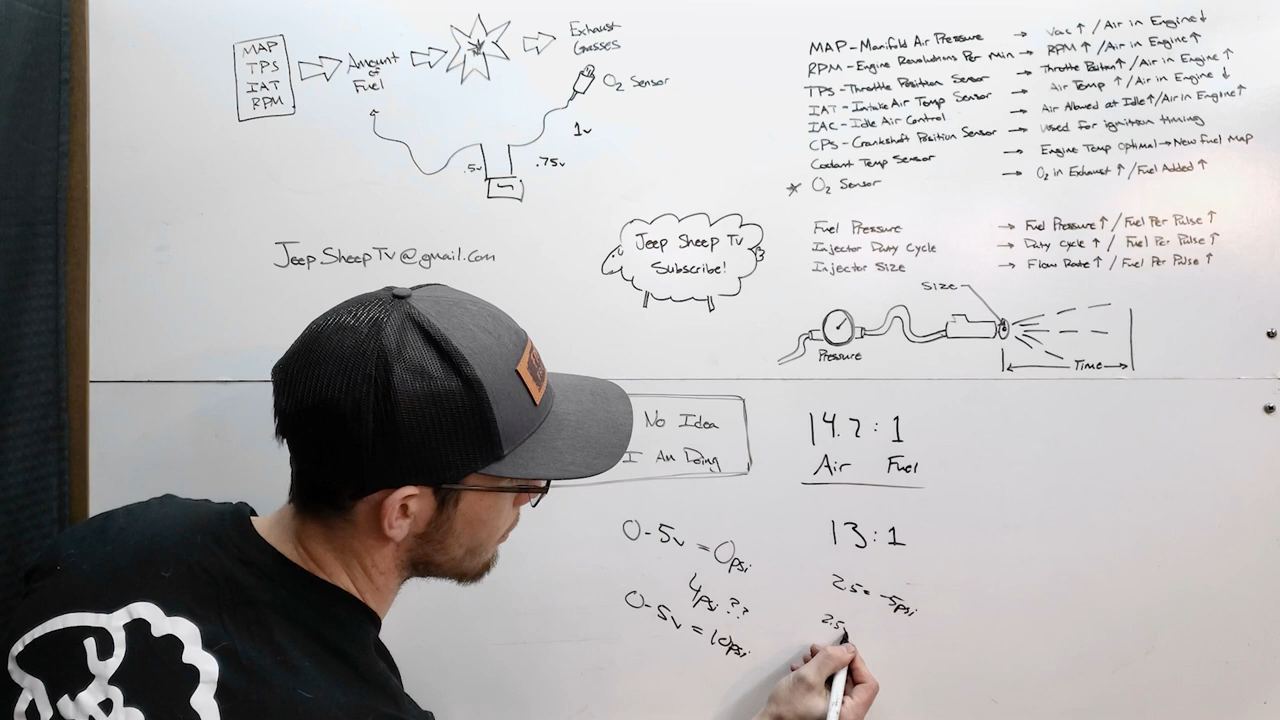 MAP
TPS
IAT
RPM
Amount
of
Fuel
Exhaust
Gasses
O2 Sensor
1v
.5v
.75v
JeepSheepTv@gmail.com
Jeep Sheep Tv
Subscribe!
MAP - Manifold Air Pressure → Vac ↑ / Air in Engine ↓
RPM - Engine Revolutions Per Min → RPM ↑ / Air in Engine ↑
TPS - Throttle Position Sensor → Throttle Position ↑ / Air in Engine ↑
IAT - Intake Air Temp Sensor → Air Temp ↑ / Air in Engine ↓
IAC - Idle Air Control → Air Allowed at Idle ↑ / Air in Engine ↑
CPS - Crankshaft Position Sensor → Used for ignition timing
Coolant Temp Sensor → Engine Temp Optimal → New Fuel Map
* O2 Sensor → O2 in Exhaust ↑ / Fuel Added ↑
Fuel Pressure → Fuel Pressure ↑ / Fuel Per Pulse ↑
Injector Duty Cycle → Duty Cycle ↑ / Fuel Per Pulse ↑
Injector Size → Flow Rate ↑ / Fuel Per Pulse ↑
Size
Pressure
Time
No Idea
I Am Doing
14.7 : 1
Air Fuel
13 : 1
0-5v = 0psi
4psi ??
0-5v = 10psi
2.5 = -5psi
2.5